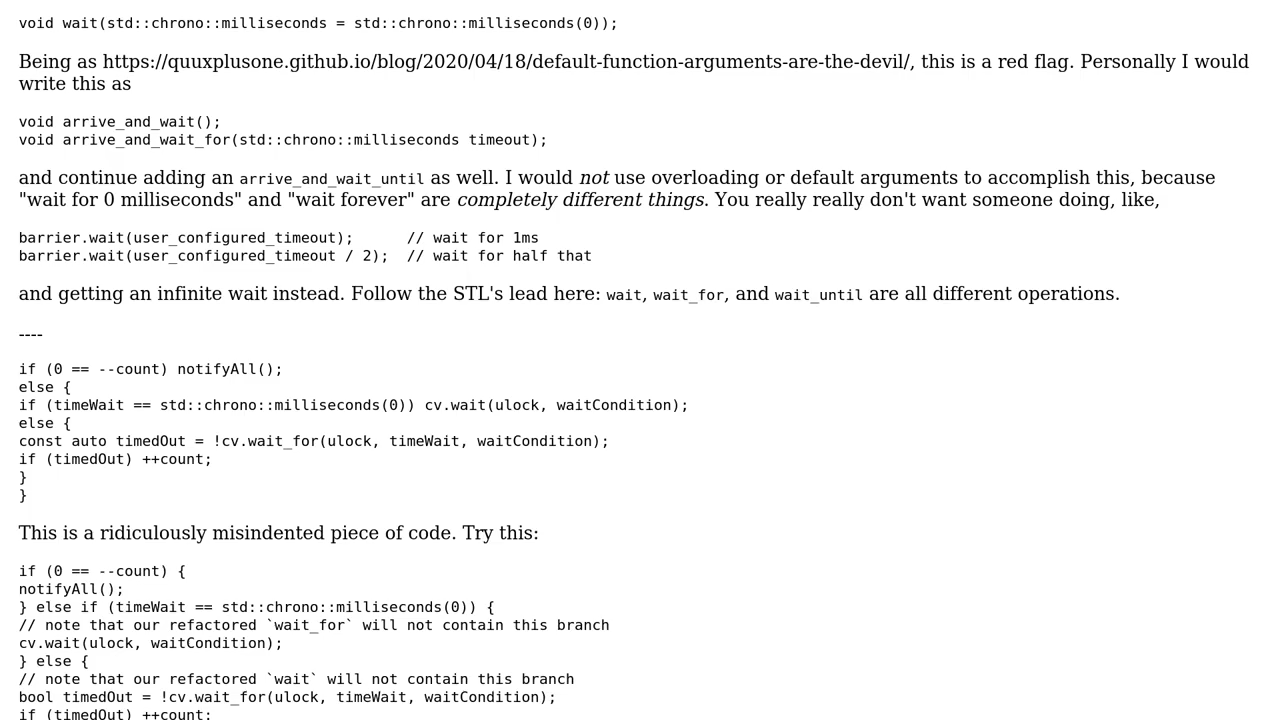 void wait(std::chrono::milliseconds = std::chrono::milliseconds(0));
Being as https://quuxplusone.github.io/blog/2020/04/18/default-function-arguments-are-the-devil/, this is a red flag. Personally I would
write this as
void arrive_and_wait();
void arrive_and_wait_for(std::chrono::milliseconds timeout);
and continue adding an arrive_and_wait_until as well. I would not use overloading or default arguments to accomplish this, because
"wait for 0 milliseconds" and "wait forever" are completely different things. You really really don't want someone doing, like,
barrier.wait(user_configured_timeout);      // wait for 1ms
barrier.wait(user_configured_timeout / 2);  // wait for half that
and getting an infinite wait instead. Follow the STL's lead here: wait, wait_for, and wait_until are all different operations.
----
if (0 == --count) notifyAll();
else {
if (timeWait == std::chrono::milliseconds(0)) cv.wait(ulock, waitCondition);
else {
const auto timedOut = !cv.wait_for(ulock, timeWait, waitCondition);
if (timedOut) ++count;
}
}
This is a ridiculously misindented piece of code. Try this:
if (0 == --count) {
notifyAll();
} else if (timeWait == std::chrono::milliseconds(0)) {
// note that our refactored `wait_for` will not contain this branch
cv.wait(ulock, waitCondition);
} else {
// note that our refactored `wait` will not contain this branch
bool timedOut = !cv.wait_for(ulock, timeWait, waitCondition);
if (timedOut) ++count;